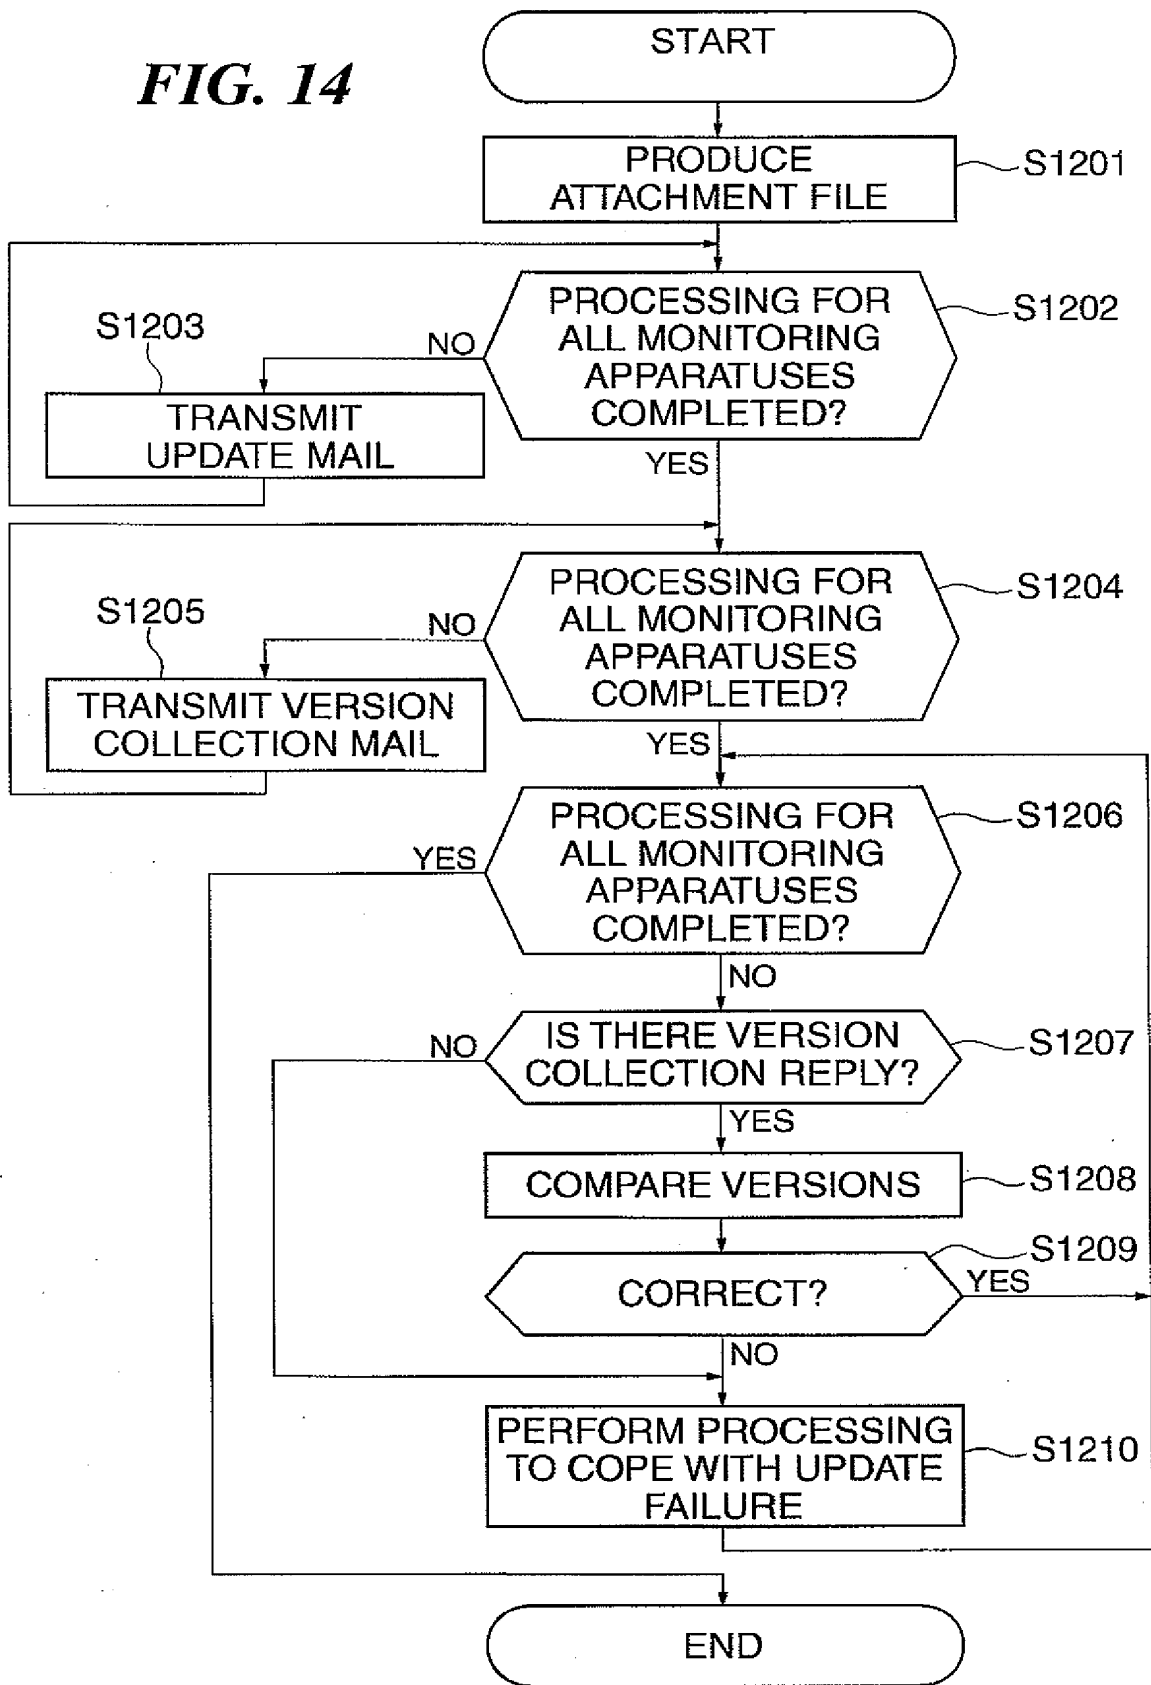 FIG. 14
START
PRODUCE
ATTACHMENT FILE
S1201
PROCESSING FOR
ALL MONITORING
APPARATUSES
COMPLETED?
S1202
NO
S1203
TRANSMIT
UPDATE MAIL
YES
PROCESSING FOR
ALL MONITORING
APPARATUSES
COMPLETED?
S1204
NO
S1205
TRANSMIT VERSION
COLLECTION MAIL
YES
PROCESSING FOR
ALL MONITORING
APPARATUSES
COMPLETED?
S1206
YES
NO
IS THERE VERSION
COLLECTION REPLY?
S1207
NO
YES
COMPARE VERSIONS
S1208
CORRECT?
S1209
YES
NO
PERFORM PROCESSING
TO COPE WITH UPDATE
FAILURE
S1210
END